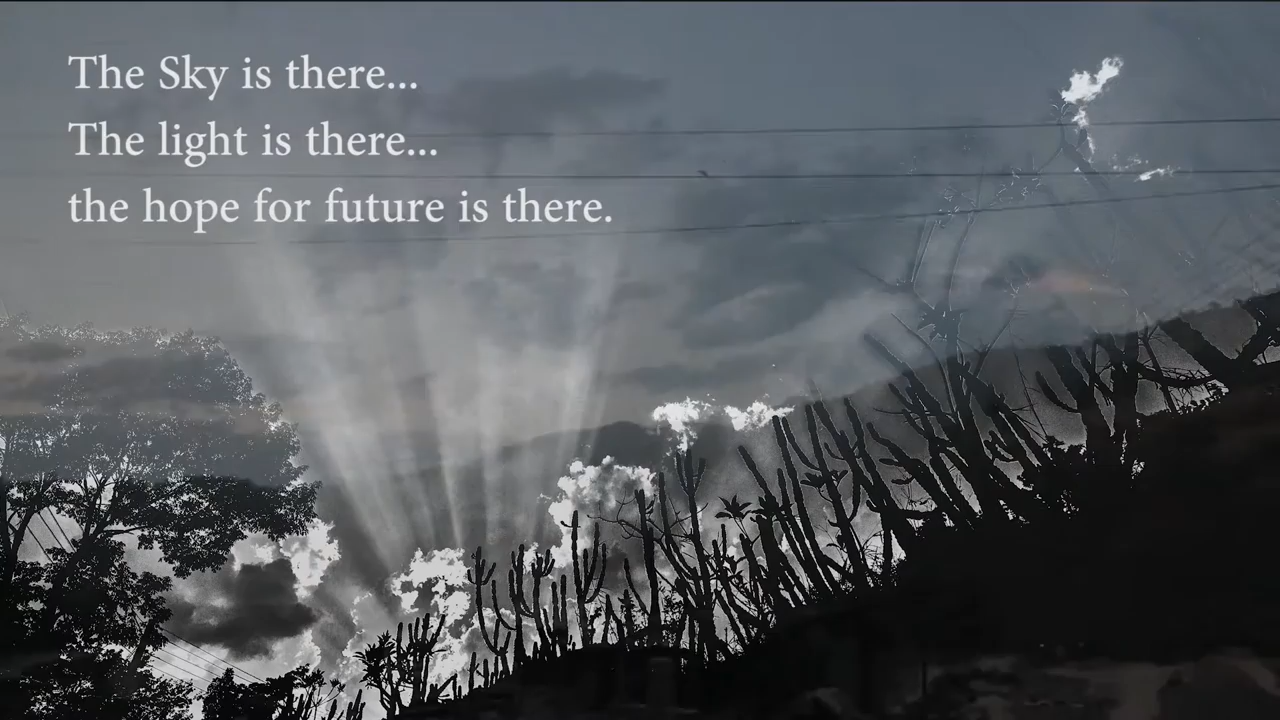 The Sky is there...
The light is there...
the hope for future is there.